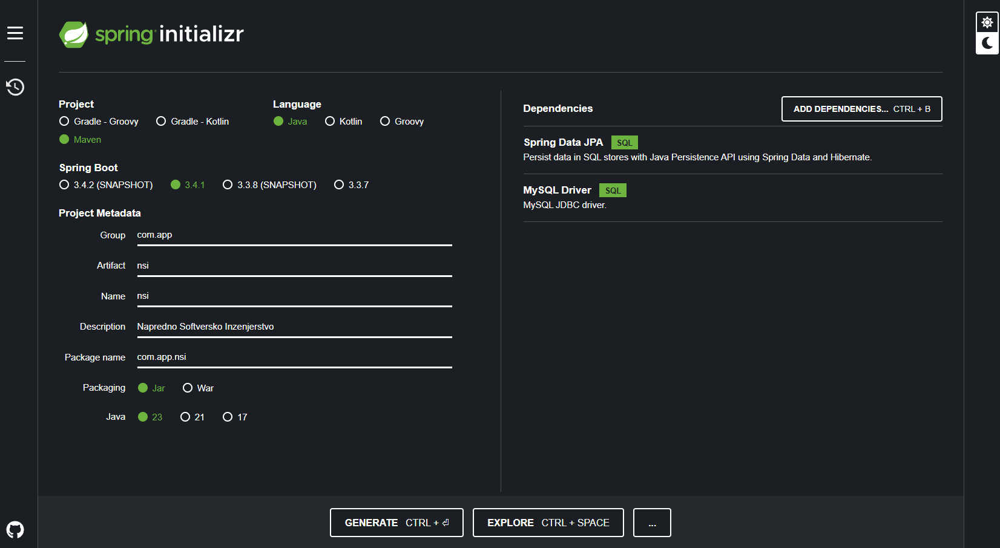 spring initializr
Project
Gradle - Groovy Gradle - Kotlin
Maven
Language
Java Kotlin Groovy
Spring Boot
3.4.2 (SNAPSHOT) 3.4.1 3.3.8 (SNAPSHOT) 3.3.7
Project Metadata
Group com.app
Artifact nsi
Name nsi
Description Napredno Softversko Inzenjerstvo
Package name com.app.nsi
Packaging Jar War
Java 23 21 17
Dependencies
ADD DEPENDENCIES... CTRL + B
Spring Data JPA SQL
Persist data in SQL stores with Java Persistence API using Spring Data and Hibernate.
MySQL Driver SQL
MySQL JDBC driver.
GENERATE CTRL + ⏎
EXPLORE CTRL + SPACE
...